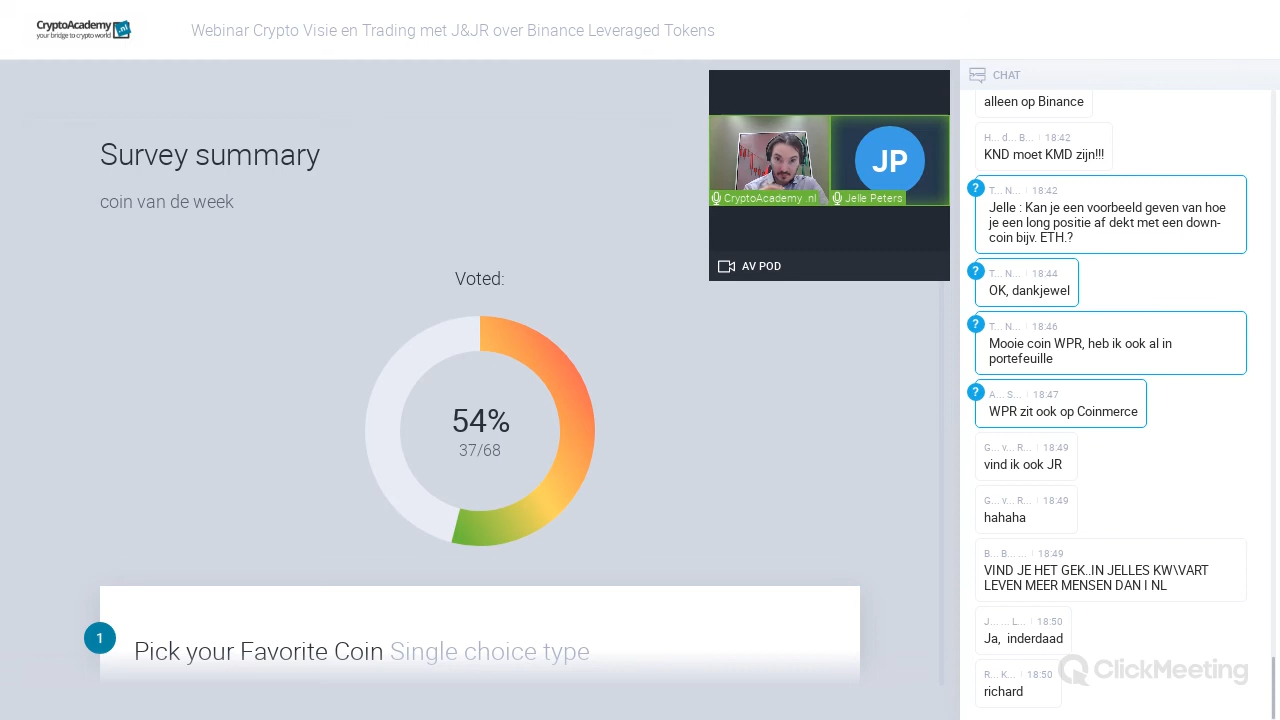 CryptoAcademy .nl
your bridge to crypto world
Webinar Crypto Visie en Trading met J&JR over Binance Leveraged Tokens
Survey summary
coin van de week
Voted:
54%
37/68
1
Pick your Favorite Coin Single choice type
JP
CryptoAcademy .nl
Jelle Peters
AV POD
CHAT
alleen op Binance
H... d... B... 18:42
KND moet KMD zijn!!!
?
T... N... 18:42
Jelle : Kan je een voorbeeld geven van hoe
je een long positie af dekt met een down-
coin bijv. ETH.?
?
T... N... 18:44
OK, dankjewel
?
T... N... 18:46
Mooie coin WPR, heb ik ook al in
portefeuille
?
A... S... 18:47
WPR zit ook op Coinmerce
G... v... R... 18:49
vind ik ook JR
G... v... R... 18:49
hahaha
B... B... ... 18:49
VIND JE HET GEK..IN JELLES KW\VART
LEVEN MEER MENSEN DAN I NL
J... ... L... 18:50
Ja, inderdaad
R... K... 18:50
richard
ClickMeeting